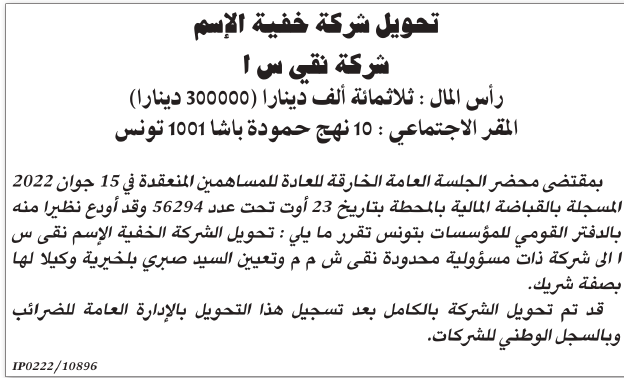 تحويل شركة خفية الإسم
شركة نقي س ا
رأس المال : ثلاثمائة ألف دينارا (300000 دينارا)
المقر الاجتماعي : 10 نهج حمودة باشا 1001 تونس
بمقتضى محضر الجلسة العامة الخارقة للعادة للمساهمين المنعقدة في 15 جوان 2022
المسجلة بالقباضة المالية بالمحطة بتاريخ 23 أوت تحت عدد 56294 وقد أودع نظيرا منه
بالدفتر القومي للمؤسسات بتونس تقرر ما يلي : تحويل الشركة الخفية الإسم نقى س
ا الى شركة ذات مسؤولية محدودة نقى ش م م وتعيين السيد صبري بلخيرية وكيلا لها
بصفة شريك.
قد تم تحويل الشركة بالكامل بعد تسجيل هذا التحويل بالإدارة العامة للضرائب
وبالسجل الوطني للشركات.
IP0222/10896